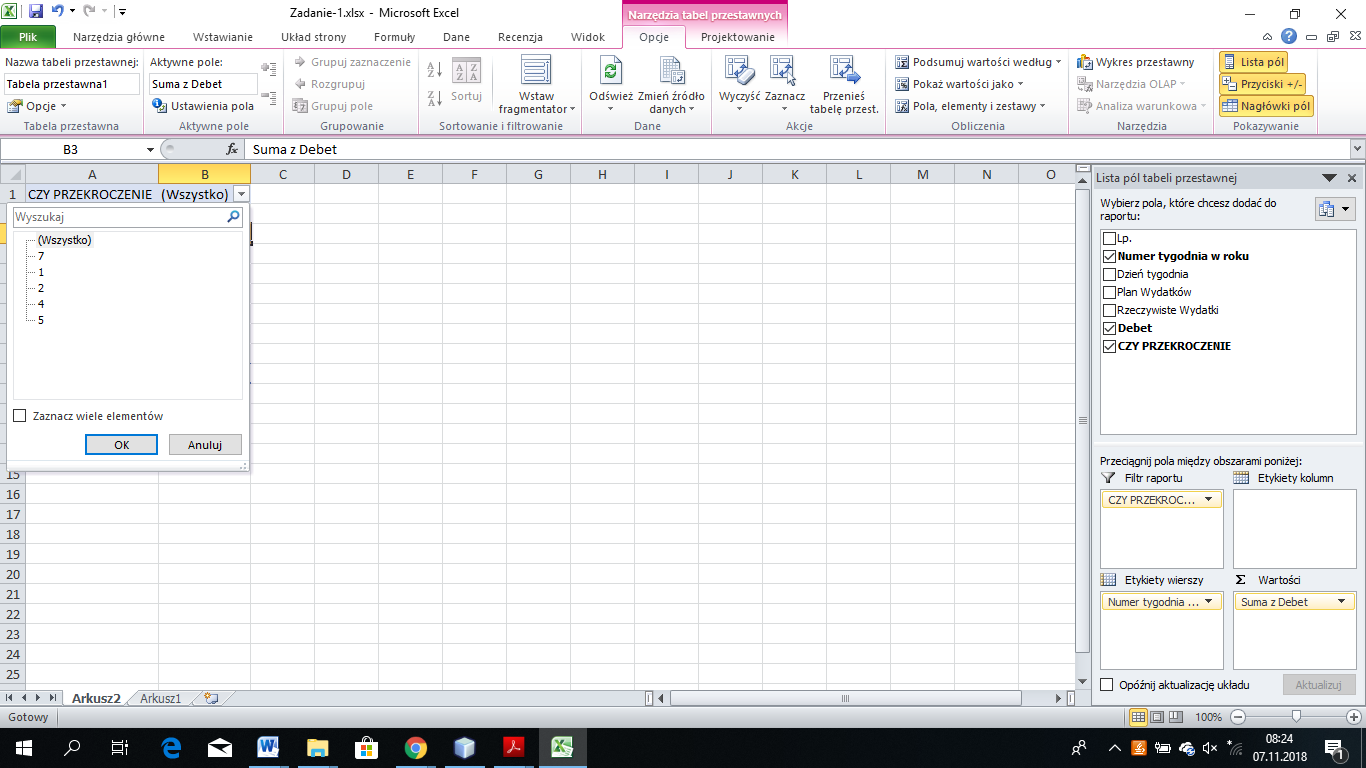 Zadanie-1.xlsx - Microsoft Excel
Narzędzia tabel przestawnych
Plik Narzędzia główne Wstawianie Układ strony Formuły Dane Recenzja Widok Opcje Projektowanie
Nazwa tabeli przestawnej:
Tabela przestawna1
Opcje
Tabela przestawna
Aktywne pole:
Suma z Debet
Ustawienia pola
Aktywne pole
Grupuj zaznaczenie
Rozgrupuj
Grupuj pole
Grupowanie
Sortuj
Wstaw
fragmentator
Sortowanie i filtrowanie
Odśwież
Zmień źródło
danych
Dane
Wyczyść
Zaznacz
Przenieś
tabelę przest.
Akcje
Podsumuj wartości według
Pokaż wartości jako
Pola, elementy i zestawy
Obliczenia
Wykres przestawny
Narzędzia OLAP
Analiza warunkowa
Narzędzia
Lista pól
Przyciski +/-
Nagłówki pól
Pokazywanie
B3 fx Suma z Debet
A B C D E F G H I J K L M N O
1 CZY PRZEKROCZENIE (Wszystko)
Wyszukaj
(Wszystko)
7
1
2
4
5
Zaznacz wiele elementów
OK Anuluj
15
16
17
18
19
20
21
22
23
24
25
Lista pól tabeli przestawnej
Wybierz pola, które chcesz dodać do
raportu:
Lp.
Numer tygodnia w roku
Dzień tygodnia
Plan Wydatków
Rzeczywiste Wydatki
Debet
CZY PRZEKROCZENIE
Przeciągnij pola między obszarami poniżej:
Filtr raportu
CZY PRZEKROC...
Etykiety kolumn
Etykiety wierszy
Numer tygodnia ...
Σ Wartości
Suma z Debet
Opóźnij aktualizację układu Aktualizuj
Arkusz2 Arkusz1
Gotowy 100%
08:24
07.11.2018
1